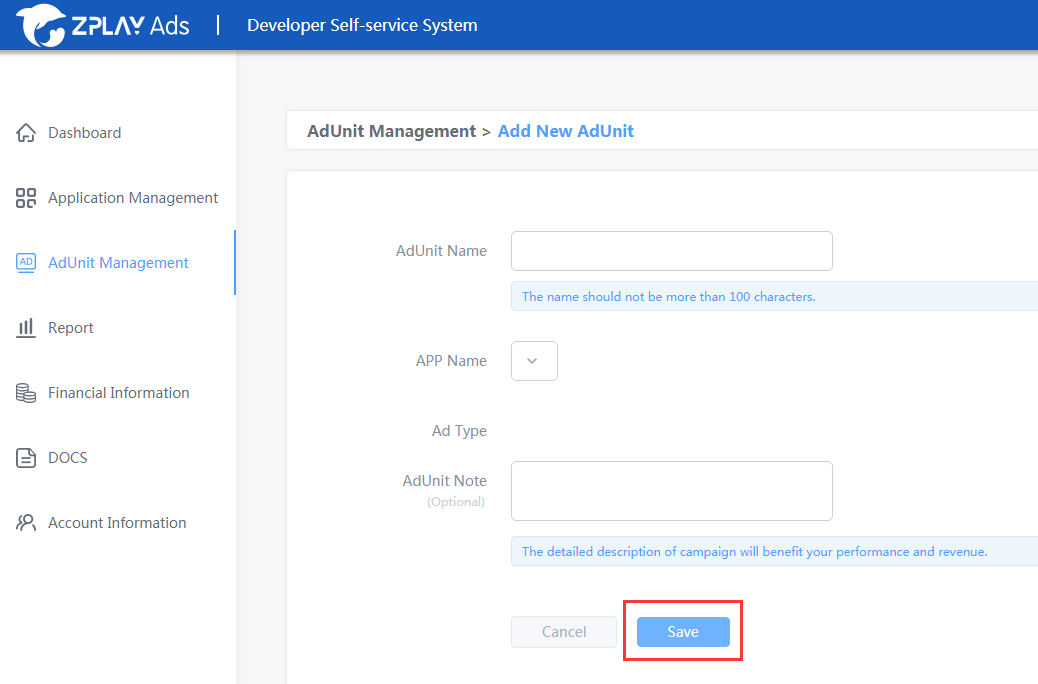 ZPLAY Ads | Developer Self-service System
Dashboard
Application Management
AD AdUnit Management
Report
Financial Information
DOCS
Account Information
AdUnit Management > Add New AdUnit
AdUnit Name
The name should not be more than 100 characters.
APP Name
Ad Type
AdUnit Note
(Optional)
The detailed description of campaign will benefit your performance and revenue.
Cancel
Save